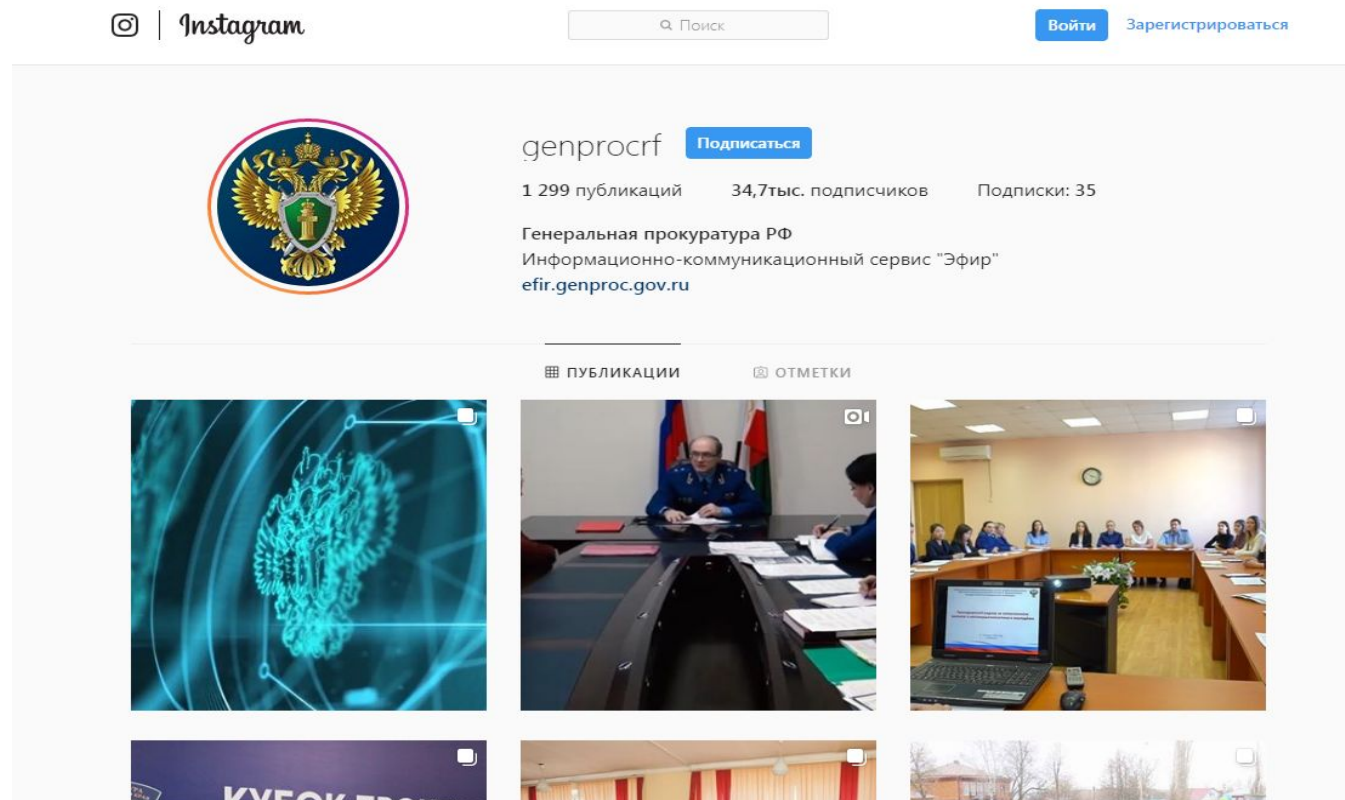 Instagram
Поиск
Войти
Зарегистрироваться
genprocrf
Подписаться
1 299 публикаций 34,7тыс. подписчиков Подписки: 35
Генеральная прокуратура РФ
Информационно-коммуникационный сервис "Эфир"
efir.genproc.gov.ru
ПУБЛИКАЦИИ
ОТМЕТКИ
КУБОК